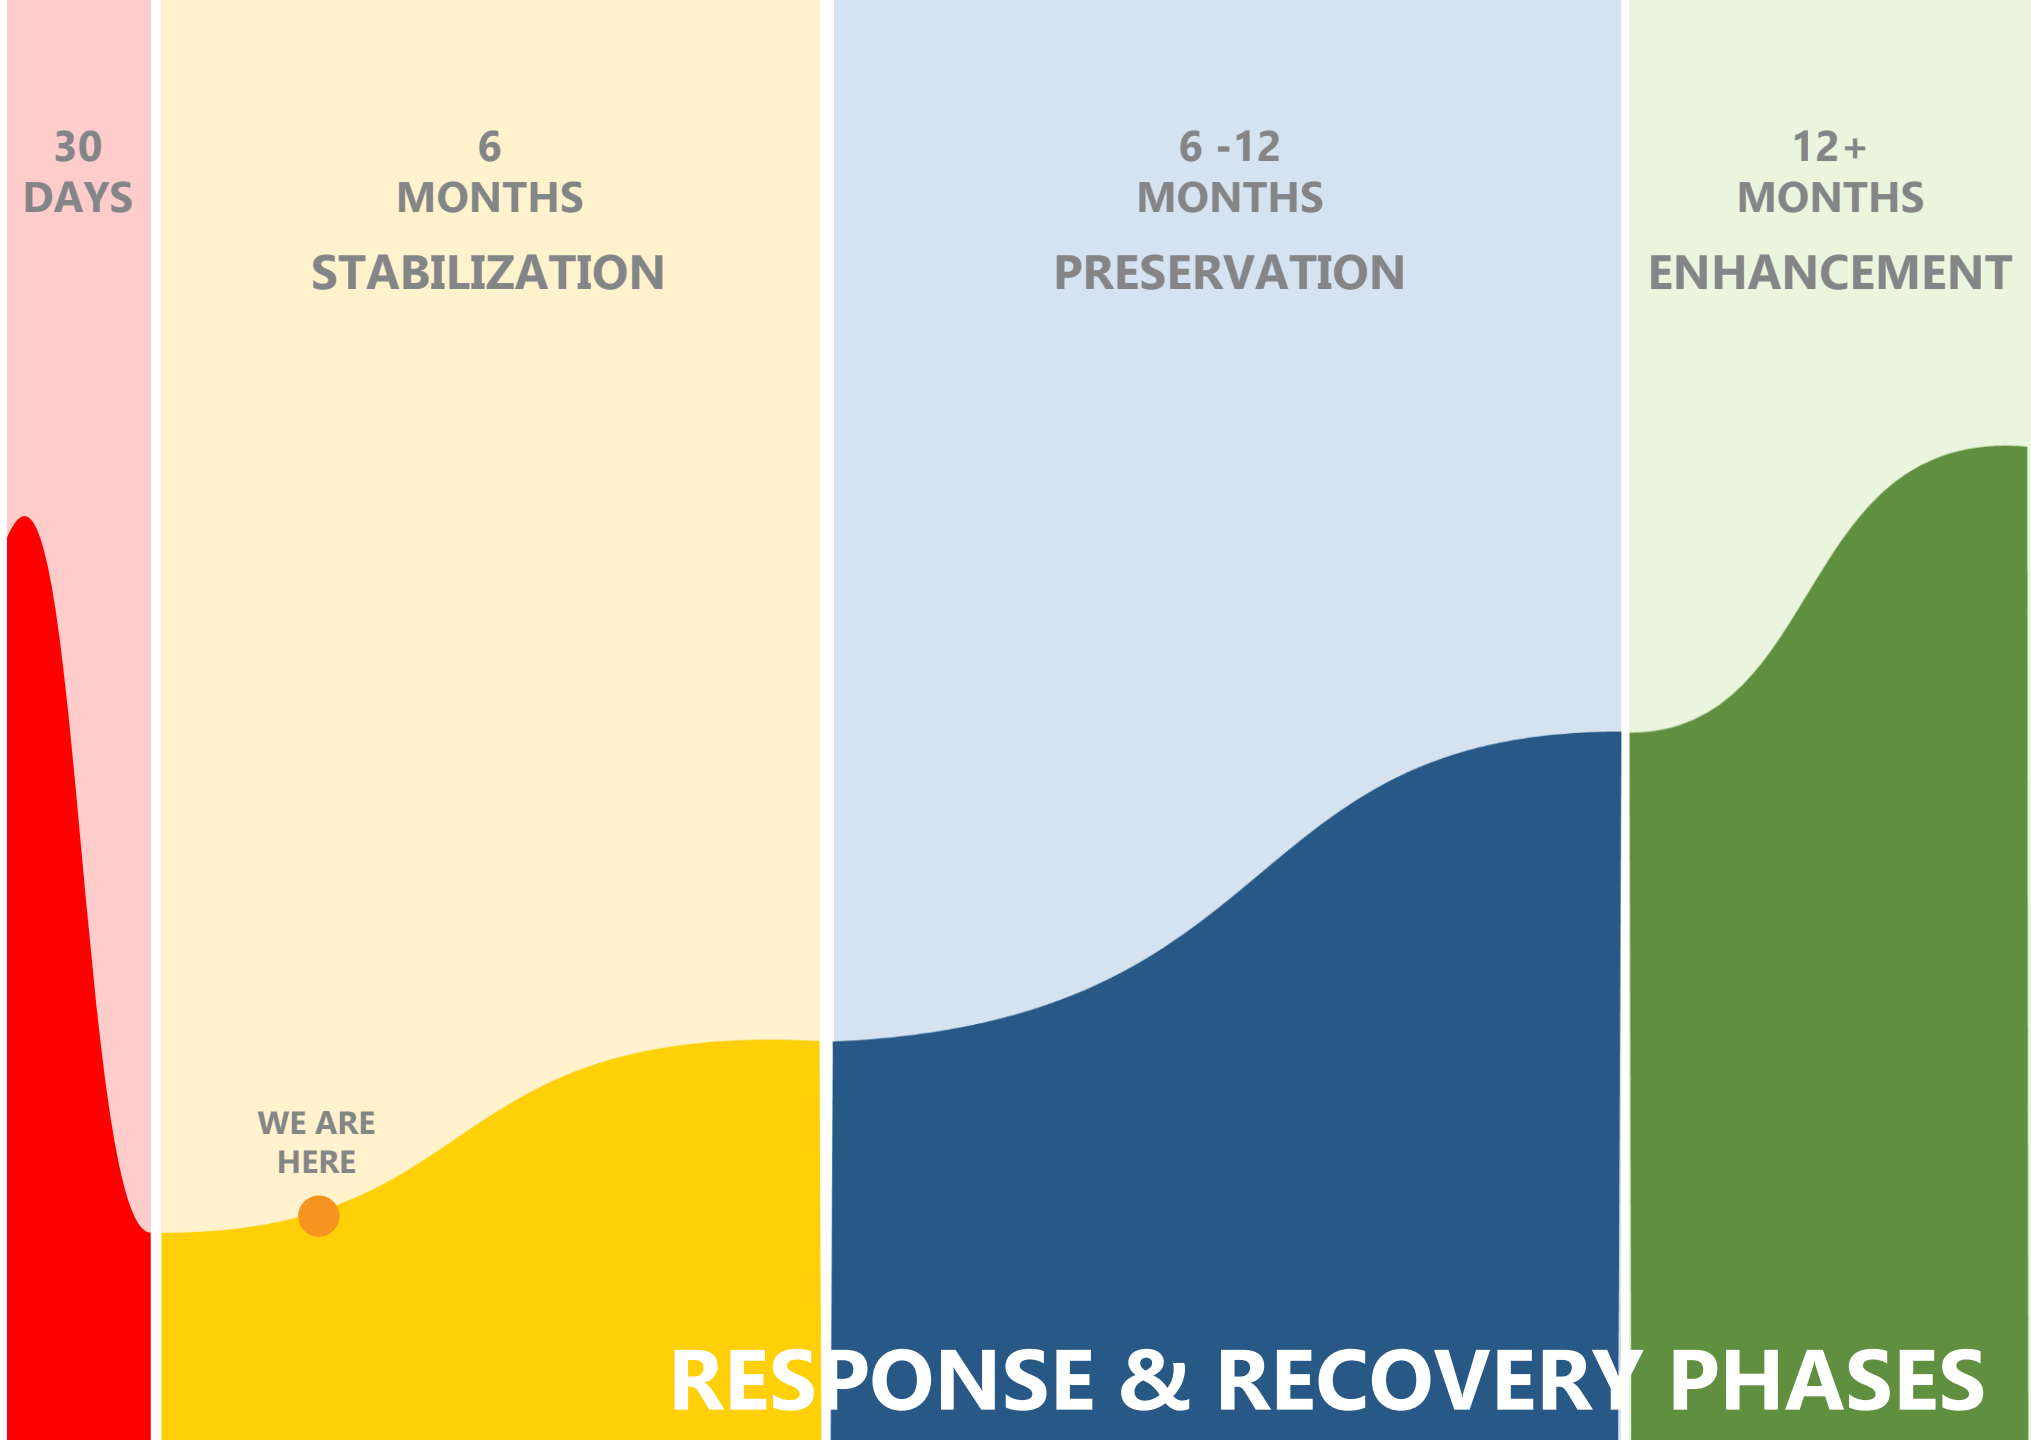 30
DAYS
6
MONTHS
STABILIZATION
6 -12
MONTHS
PRESERVATION
12+
MONTHS
ENHANCEMENT
WE ARE
HERE
RESPONSE & RECOVERY PHASES